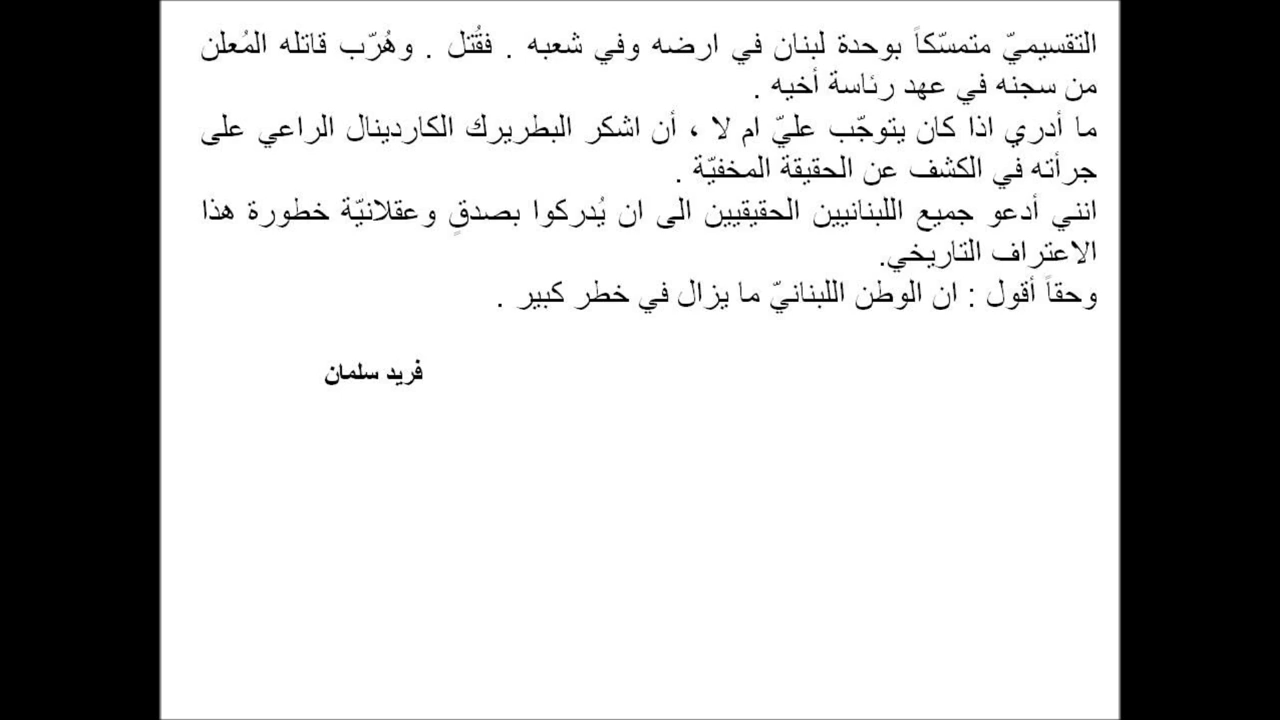 التقسيميّ متمسّكاً بوحدة لبنان في ارضه وفي شعبه . فقُتل . وهُرّب قاتله المُعلن
من سجنه في عهد رئاسة أخيه .
ما أدري اذا كان يتوجّب عليّ ام لا ، أن اشكر البطريرك الكاردينال الراعي على
جرأته في الكشف عن الحقيقة المخفيّة .
انني أدعو جميع اللبنانيين الحقيقيين الى ان يُدركوا بصدقٍ وعقلانيّة خطورة هذا
الاعتراف التاريخي.
وحقاً أقول : ان الوطن اللبنانيّ ما يزال في خطر كبير .
فريد سلمان